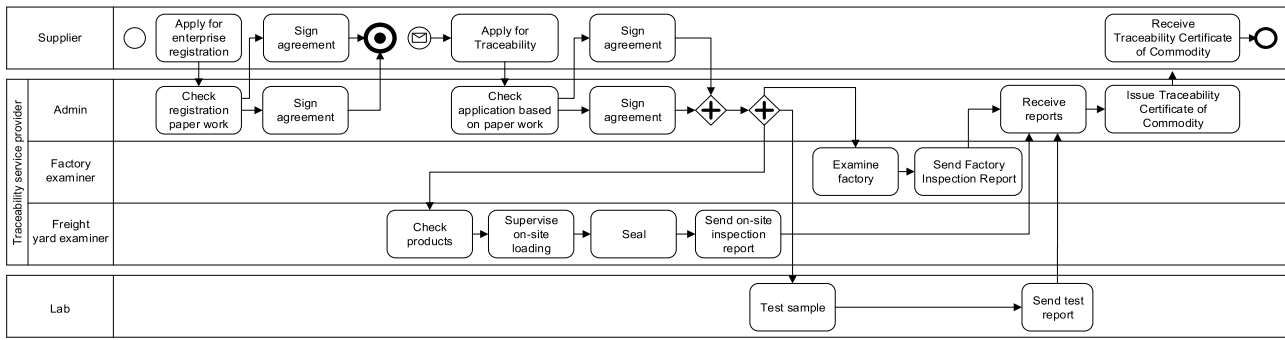 Supplier
Apply for
enterprise
registration
Sign
agreement
Apply for
Traceability
Sign
agreement
Receive
Traceability Certificate
of Commodity
Traceability service provider
Admin
Check
registration
paper work
Sign
agreement
Check
application based
on paper work
Sign
agreement
Receive
reports
Issue Traceability
Certificate of
Commodity
Factory
examiner
Examine
factory
Send Factory
Inspection Report
Freight
yard examiner
Check
products
Supervise
on-site
loading
Seal
Send on-site
inspection
report
Lab
Test sample
Send test
report